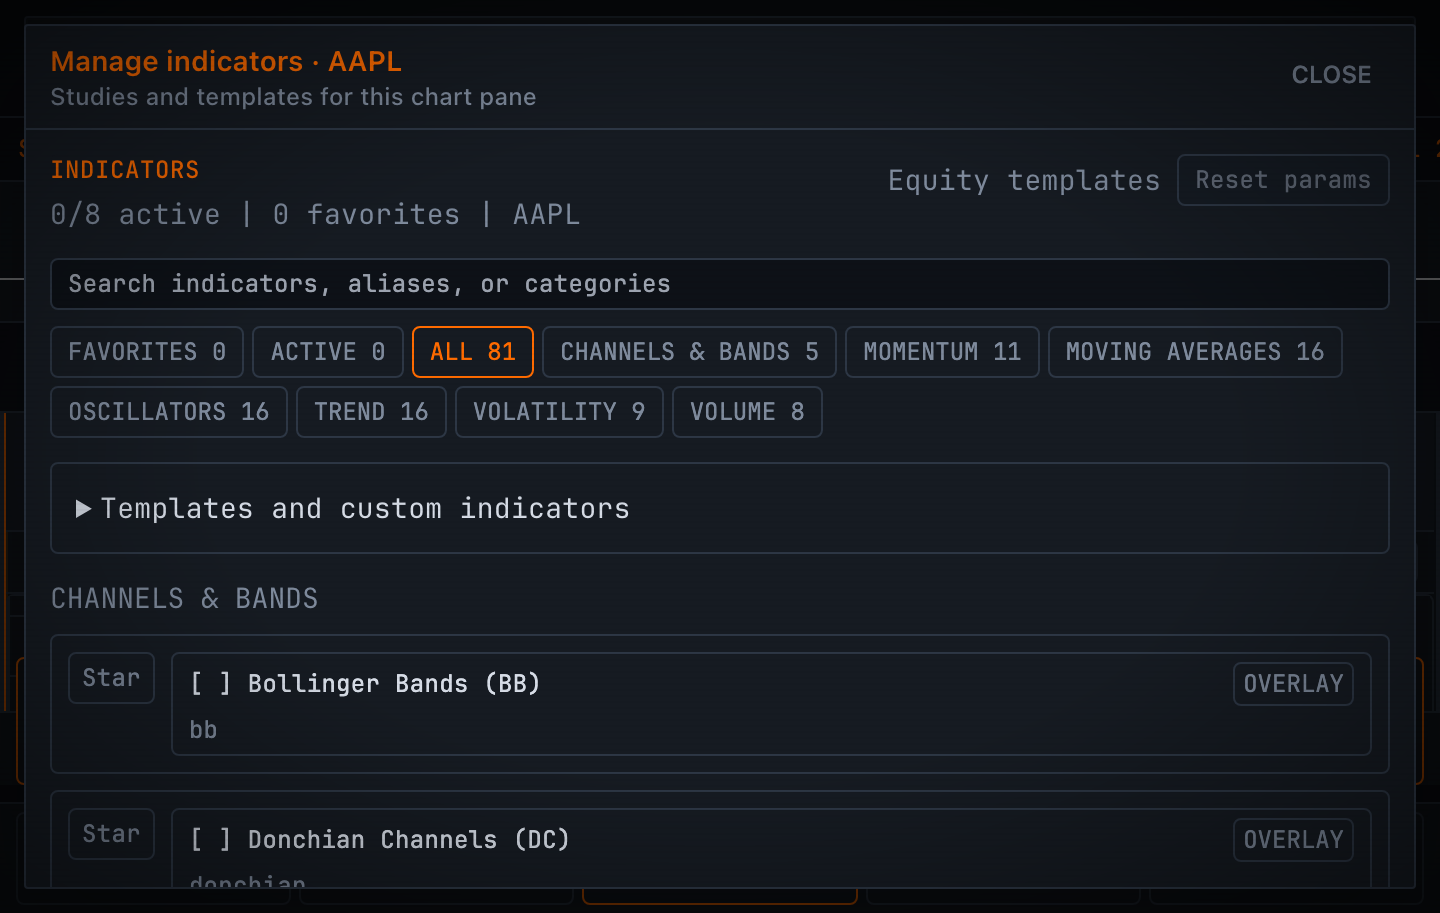 Manage indicators · AAPL
Studies and templates for this chart pane
CLOSE
INDICATORS
0/8 active | 0 favorites | AAPL
Equity templates
Reset params
Search indicators, aliases, or categories
FAVORITES 0
ACTIVE 0
ALL 81
CHANNELS & BANDS 5
MOMENTUM 11
MOVING AVERAGES 16
OSCILLATORS 16
TREND 16
VOLATILITY 9
VOLUME 8
▶ Templates and custom indicators
CHANNELS & BANDS
Star
[ ] Bollinger Bands (BB)
OVERLAY
bb
Star
[ ] Donchian Channels (DC)
OVERLAY
donchian